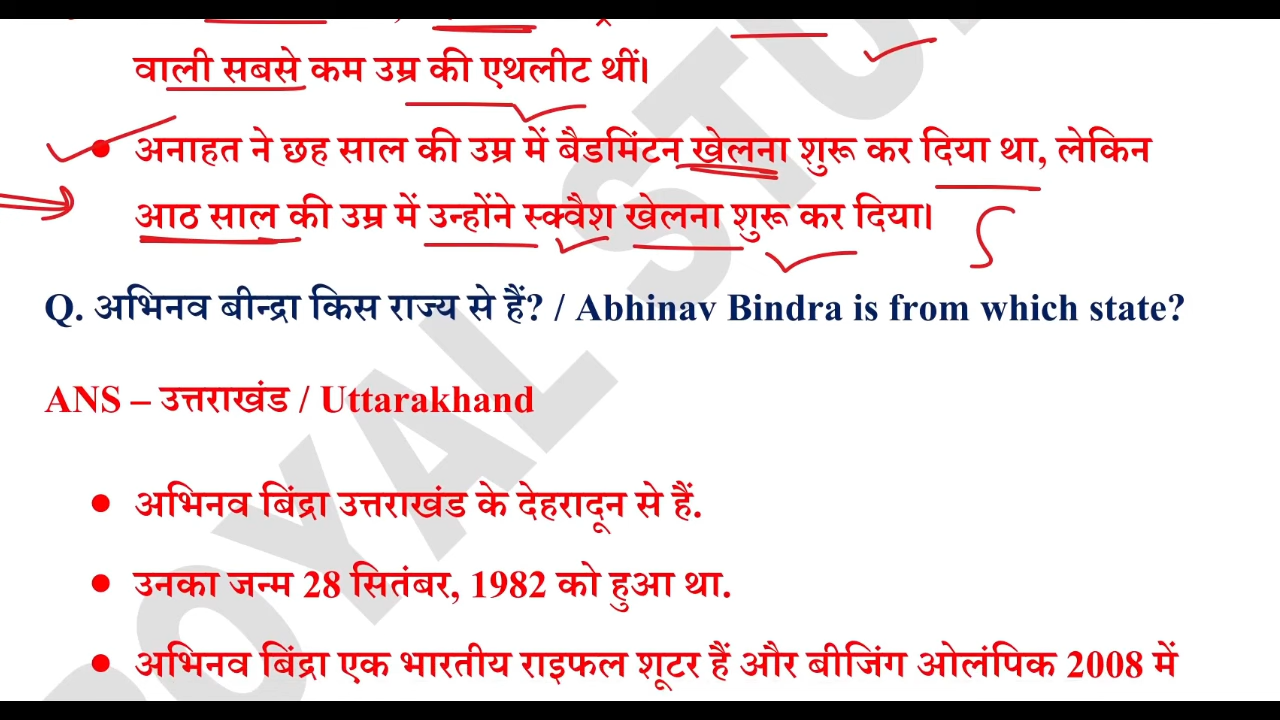 वाली सबसे कम उम्र की एथलीट थीं।
• अनाहत ने छह साल की उम्र में बैडमिंटन खेलना शुरू कर दिया था, लेकिन
आठ साल की उम्र में उन्होंने स्क्वैश खेलना शुरू कर दिया।
Q. अभिनव बीन्द्रा किस राज्य से हैं? / Abhinav Bindra is from which state?
ANS – उत्तराखंड / Uttarakhand
• अभिनव बिंद्रा उत्तराखंड के देहरादून से हैं.
• उनका जन्म 28 सितंबर, 1982 को हुआ था.
• अभिनव बिंद्रा एक भारतीय राइफल शूटर हैं और बीजिंग ओलंपिक 2008 में
ROYAL STU